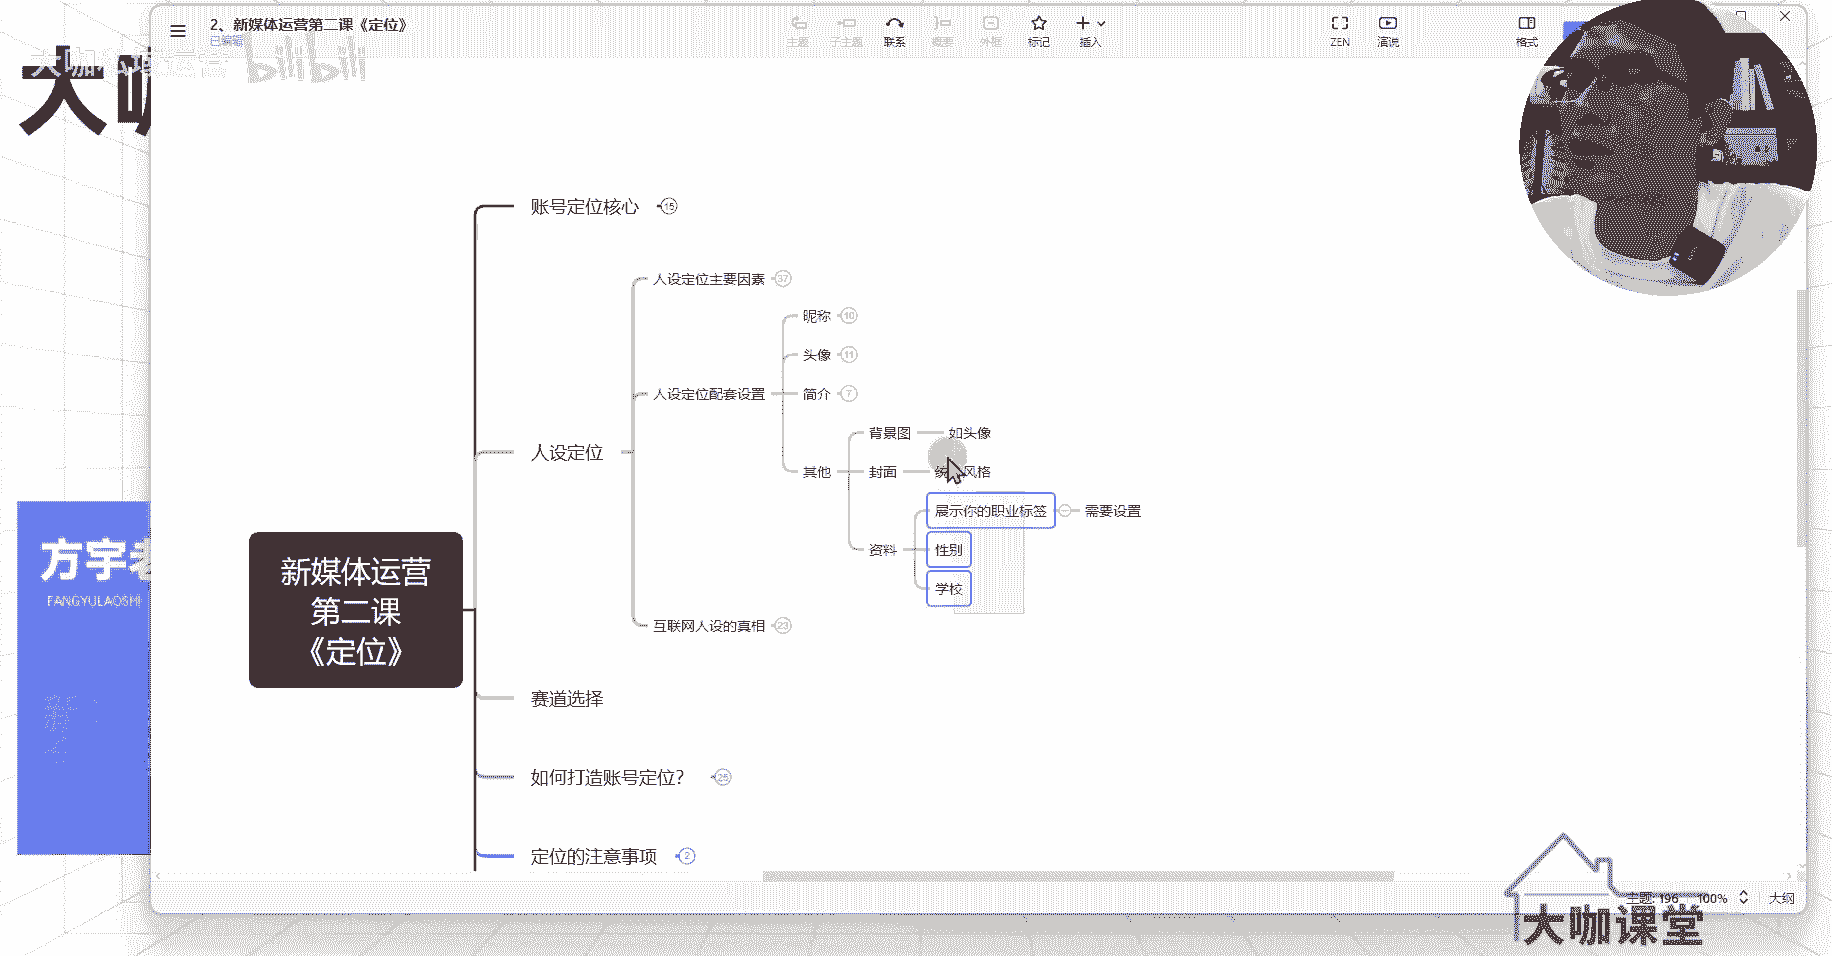 2、新媒体运营第二课《定位》
已编辑
主题
子主题
联系
概要
外框
标记
插入
ZEN
演说
格式
大咖私域运营
bilibili
大咖
账号定位核心
15
人设定位主要因素
37
昵称
10
头像
11
人设定位配套设置
简介
7
背景图
如头像
人设定位
其他
封面
风格
展示你的职业标签
需要设置
资料
性别
学校
新媒体运营
第二课
《定位》
互联网人设的真相
23
赛道选择
如何打造账号定位？
25
定位的注意事项
2
方宇老
FANGYULAOSHI
主题: 196
100%
大纲
大咖课堂